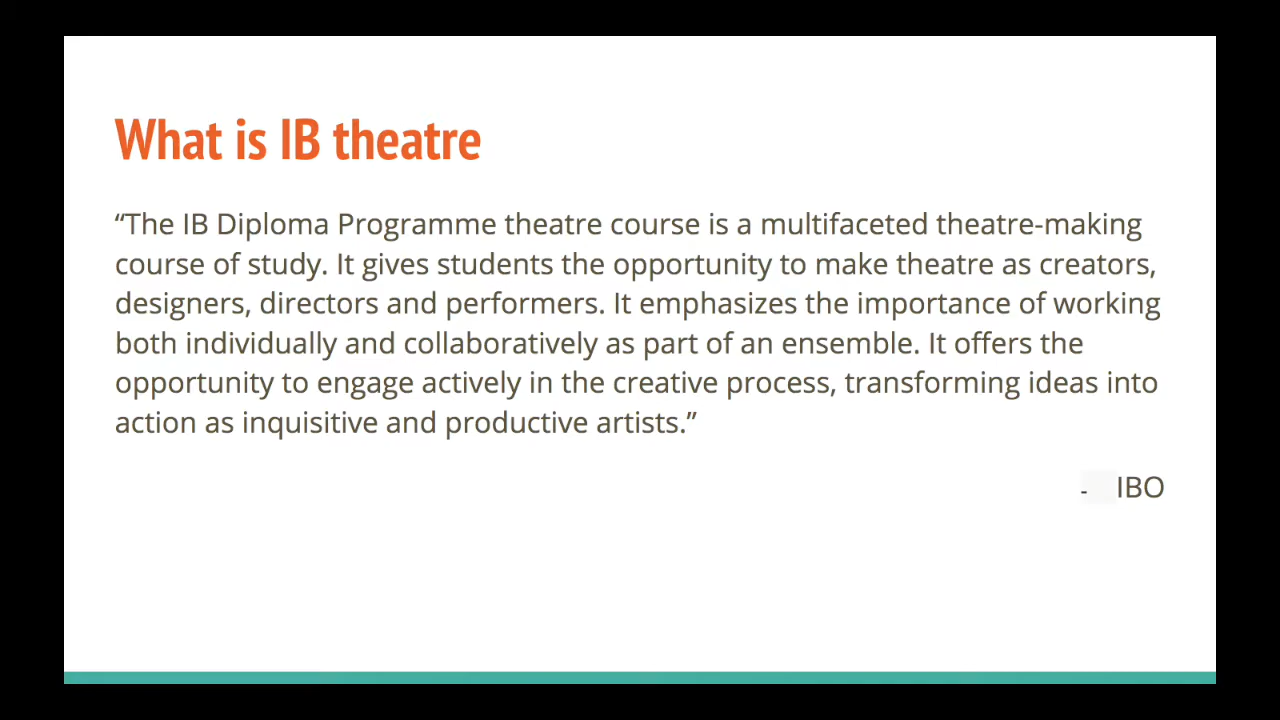 What is IB theatre
“The IB Diploma Programme theatre course is a multifaceted theatre-making
course of study. It gives students the opportunity to make theatre as creators,
designers, directors and performers. It emphasizes the importance of working
both individually and collaboratively as part of an ensemble. It offers the
opportunity to engage actively in the creative process, transforming ideas into
action as inquisitive and productive artists.”
- IBO